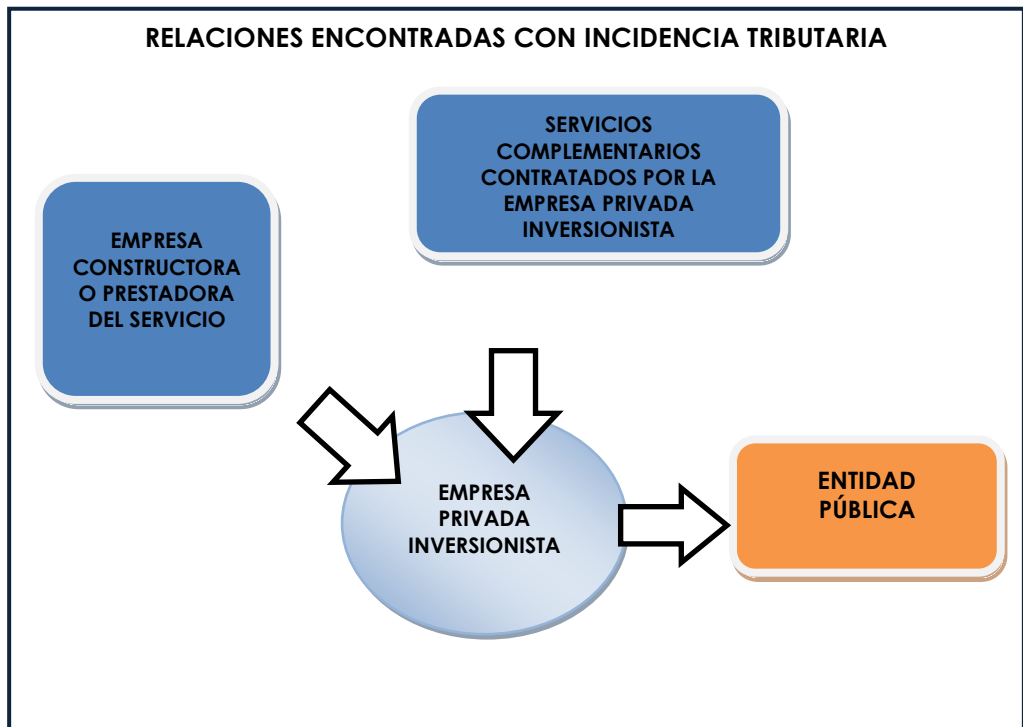 RELACIONES ENCONTRADAS CON INCIDENCIA TRIBUTARIA
SERVICIOS
COMPLEMENTARIOS
CONTRATADOS POR LA
EMPRESA PRIVADA
INVERSIONISTA
EMPRESA
CONSTRUCTORA
O PRESTADORA
DEL SERVICIO
EMPRESA
PRIVADA
INVERSIONISTA
ENTIDAD
PÚBLICA